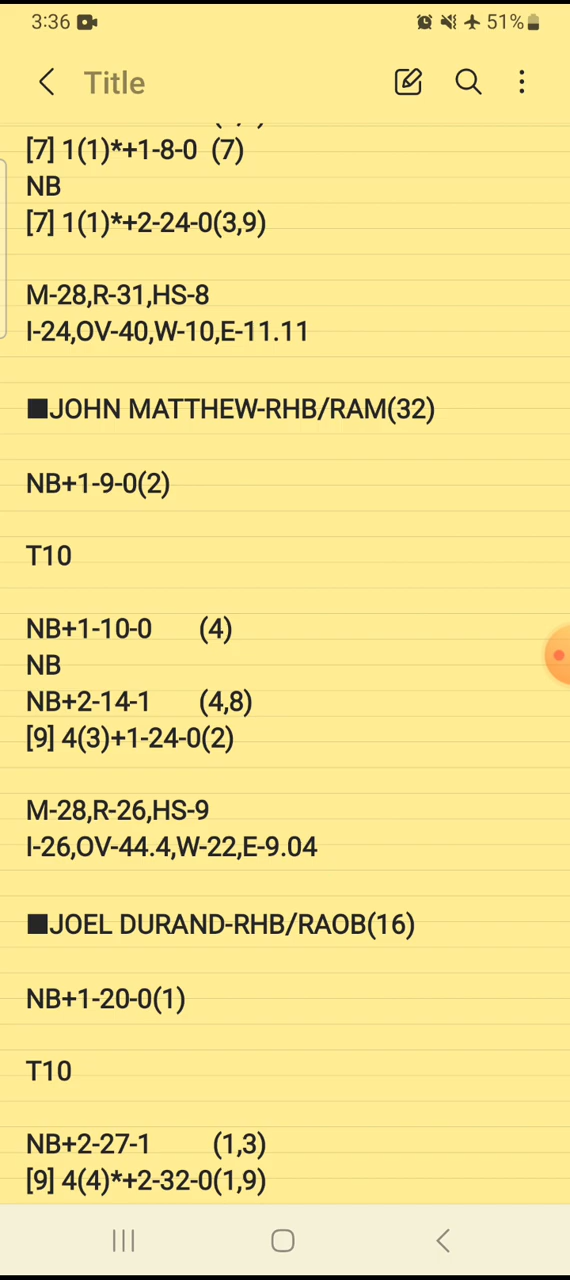 3:36 51%
Title
[7] 1(1)*+1-8-0 (7)
NB
[7] 1(1)*+2-24-0(3,9)
M-28,R-31,HS-8
I-24,OV-40,W-10,E-11.11
■JOHN MATTHEW-RHB/RAM(32)
NB+1-9-0(2)
T10
NB+1-10-0 (4)
NB
NB+2-14-1 (4,8)
[9] 4(3)+1-24-0(2)
M-28,R-26,HS-9
I-26,OV-44.4,W-22,E-9.04
■JOEL DURAND-RHB/RAOB(16)
NB+1-20-0(1)
T10
NB+2-27-1 (1,3)
[9] 4(4)*+2-32-0(1,9)